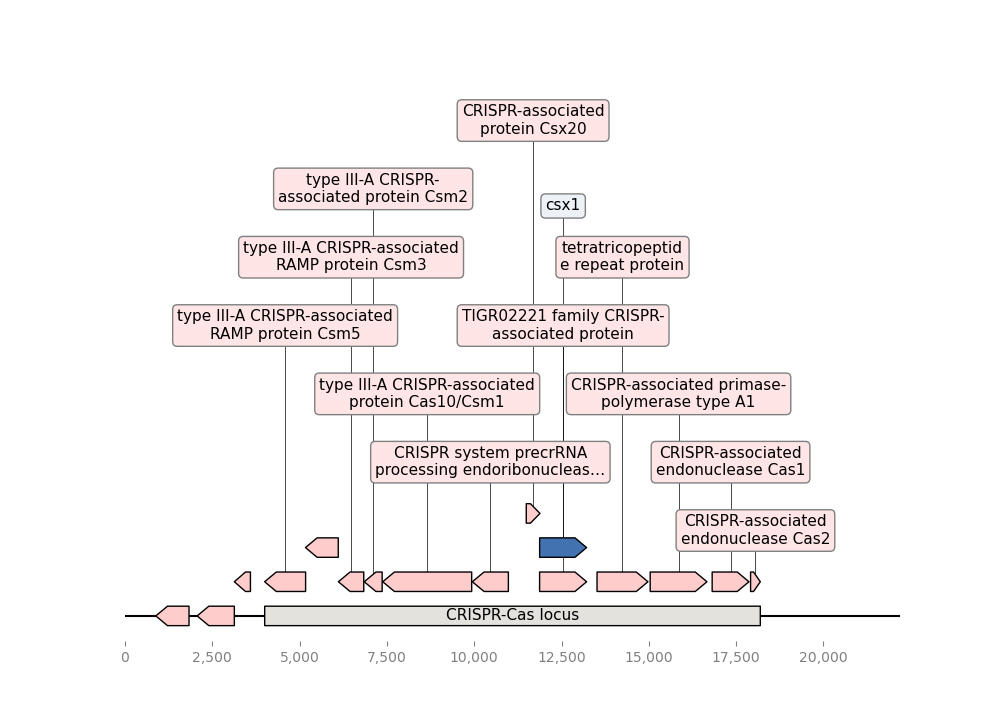 CRISPR-associated
protein Csx20
type III-A CRISPR-
associated protein Csm2
csx1
type III-A CRISPR-associated
RAMP protein Csm3
tetratricopeptid
e repeat protein
type III-A CRISPR-associated
RAMP protein Csm5
TIGR02221 family CRISPR-
associated protein
type III-A CRISPR-associated
protein Cas10/Csm1
CRISPR-associated primase-
polymerase type A1
CRISPR system precrRNA
processing endoribonucleas...
CRISPR-associated
endonuclease Cas1
CRISPR-associated
endonuclease Cas2
CRISPR-Cas locus
0 2,500 5,000 7,500 10,000 12,500 15,000 17,500 20,000